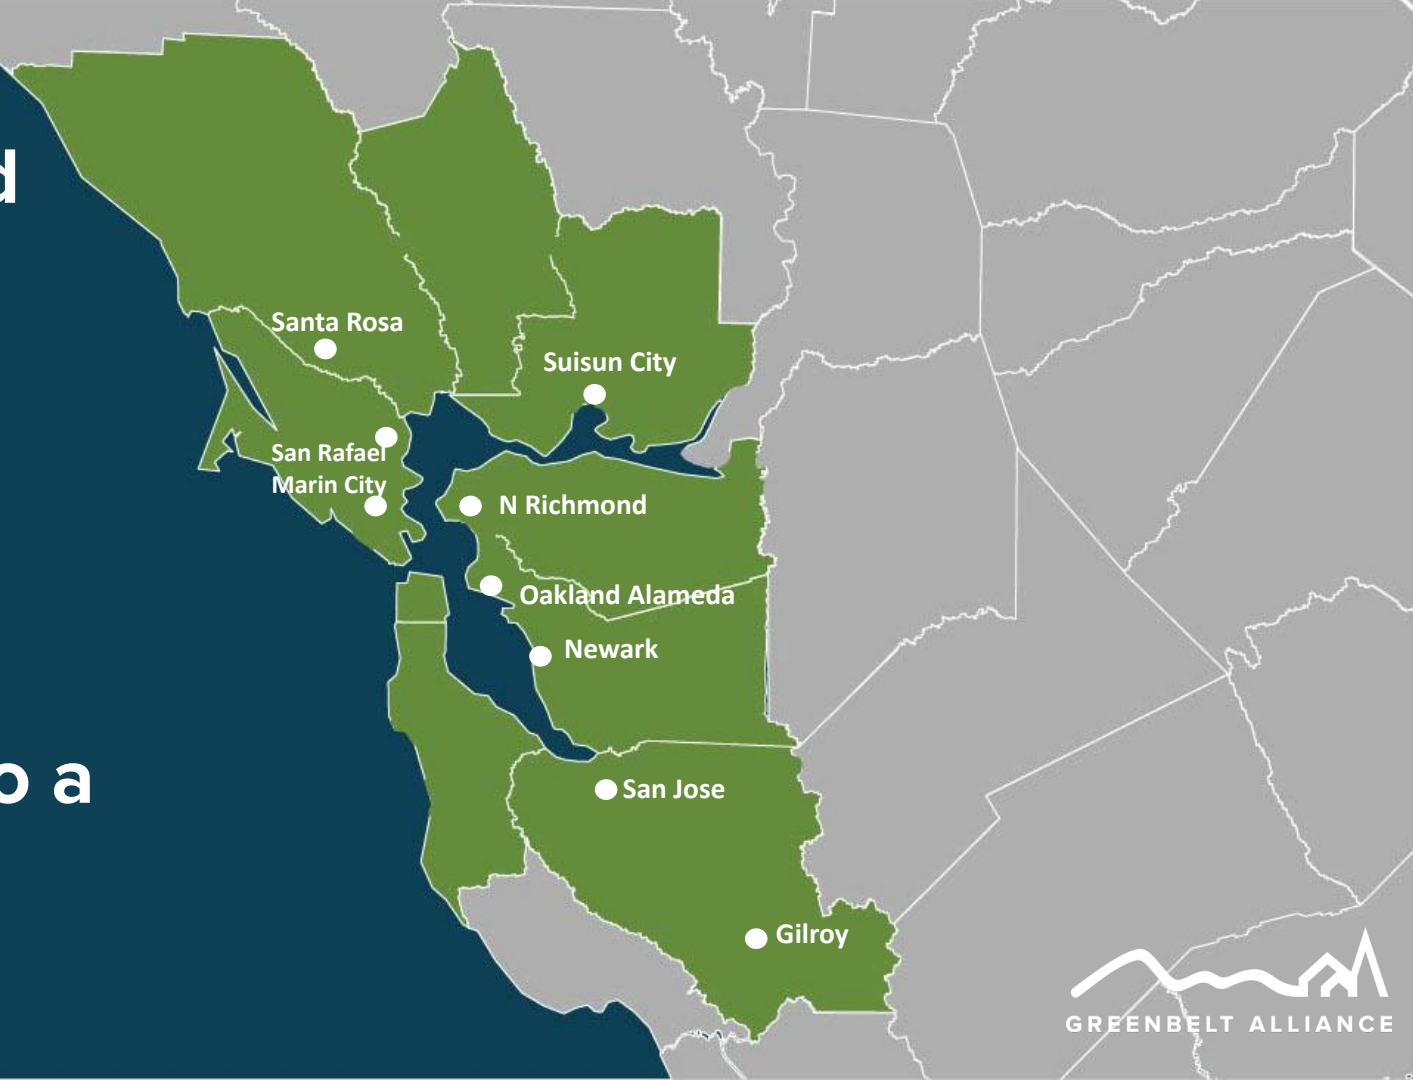 d
Santa Rosa
Suisun City
San Rafael
Marin City
N Richmond
Oakland Alameda
Newark
o a
San Jose
Gilroy
GREENBELT ALLIANCE